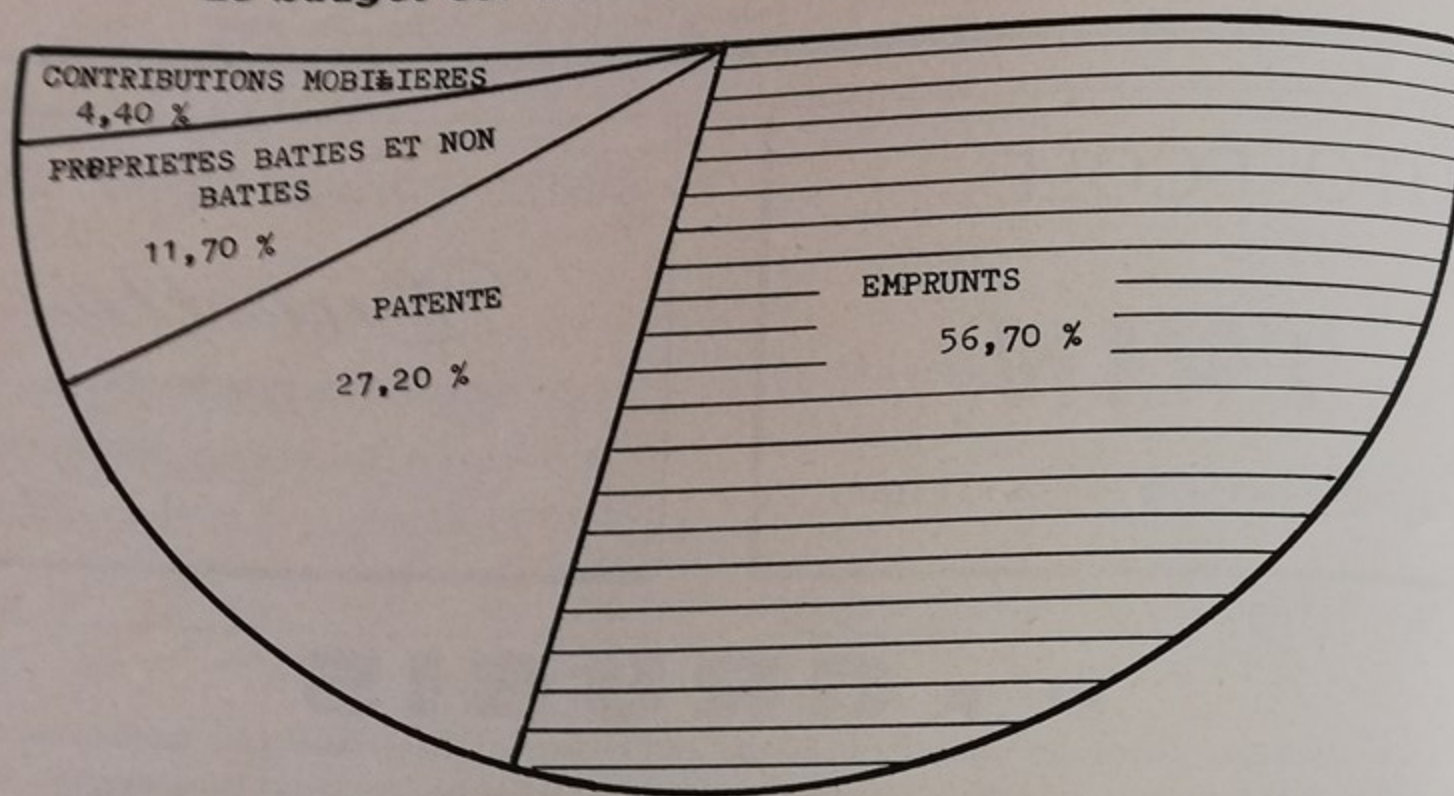 CONTRIBUTIONS MOBILIERES
4,40 %
PROPRIETES BATIES ET NON
BATIES
11,70 %
PATENTE
27,20 %
EMPRUNTS
56,70 %